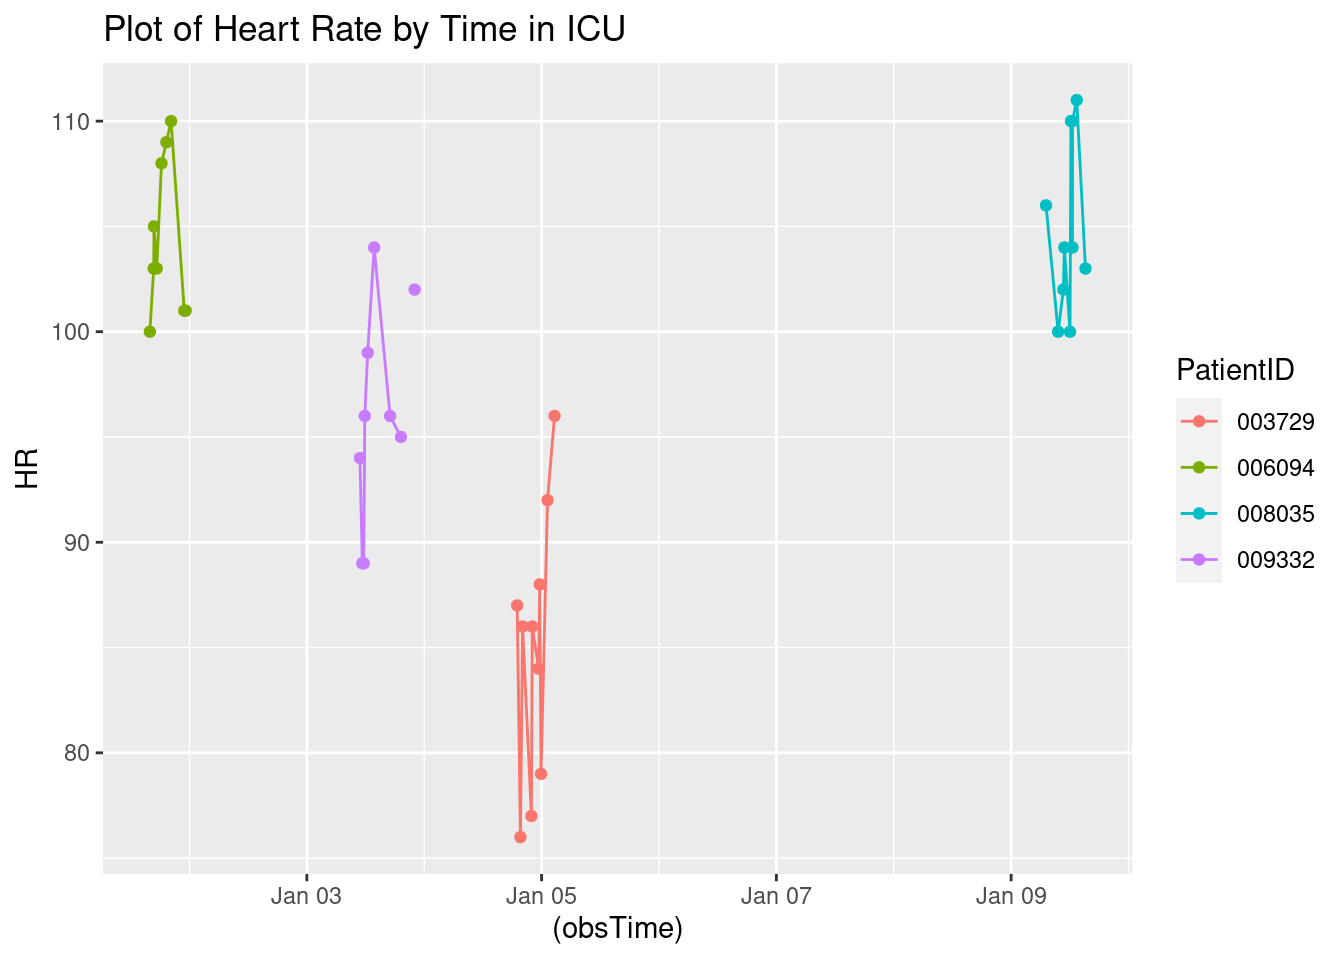 Plot of Heart Rate by Time in ICU
110
100
90
80
HR
Jan 03
Jan 05
Jan 07
Jan 09
(obsTime)
PatientID
003729
006094
008035
009332